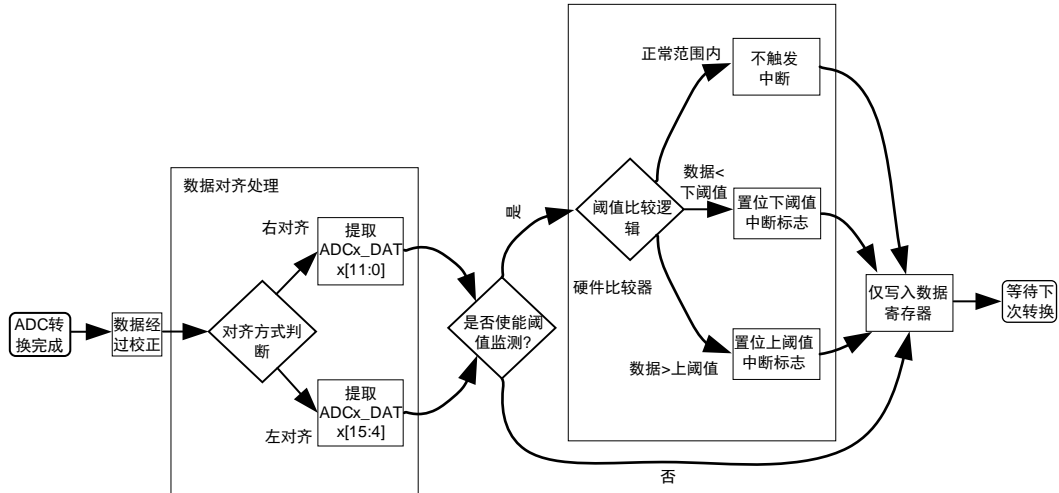 ADC转
换完成
数据经
过校正
数据对齐处理
对齐方式判
断
右对齐
提取
ADCx_DAT
x[11:0]
左对齐
提取
ADCx_DAT
x[15:4]
是否使能阈
值监测?
是
否
硬件比较器
阈值比较逻
辑
正常范围内
不触发
中断
数据<
下阈值
置位下阈值
中断标志
数据>上阈值
置位上阈值
中断标志
仅写入数据
寄存器
等待下
次转换